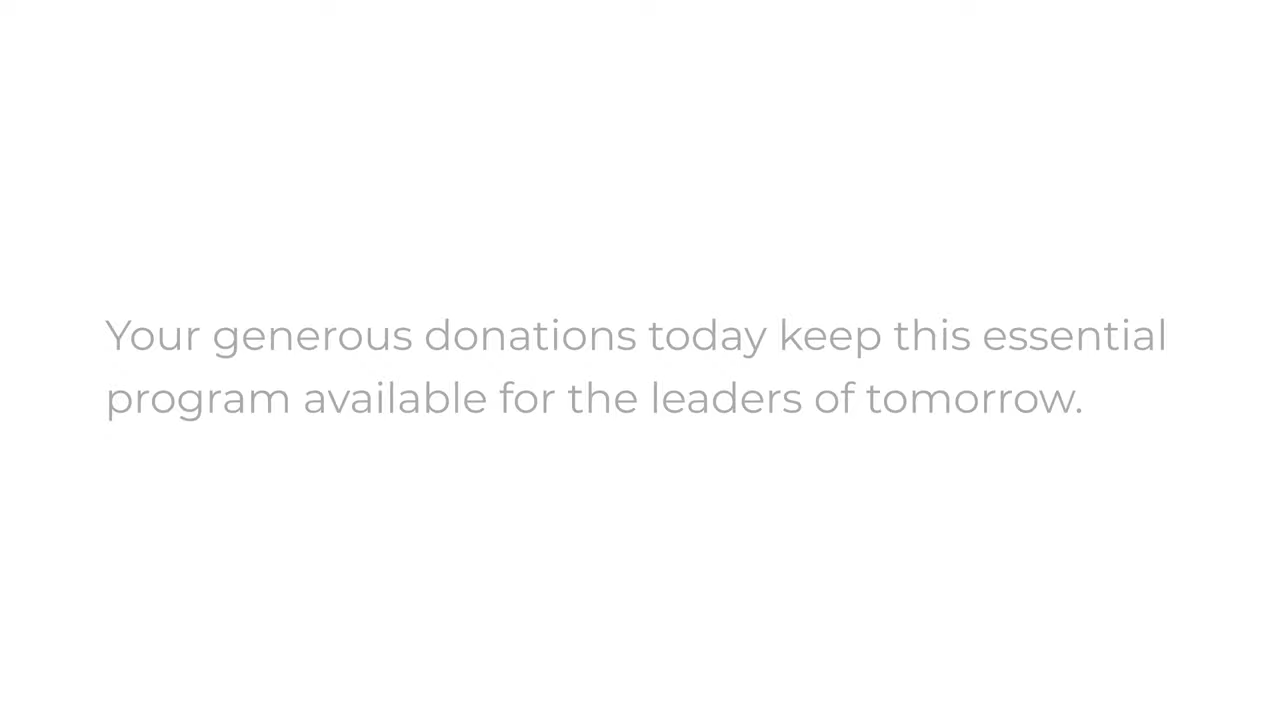 Your generous donations today keep this essential
program available for the leaders of tomorrow.